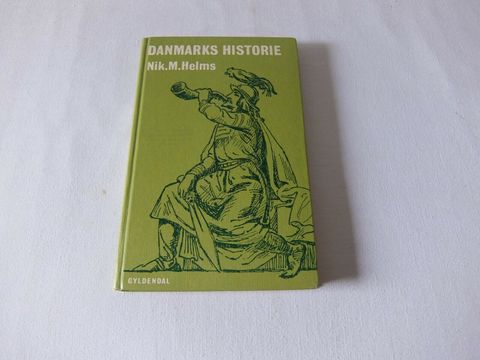 DANMARKS HISTORIE
Nik.M.Helms
GYLDENDAL